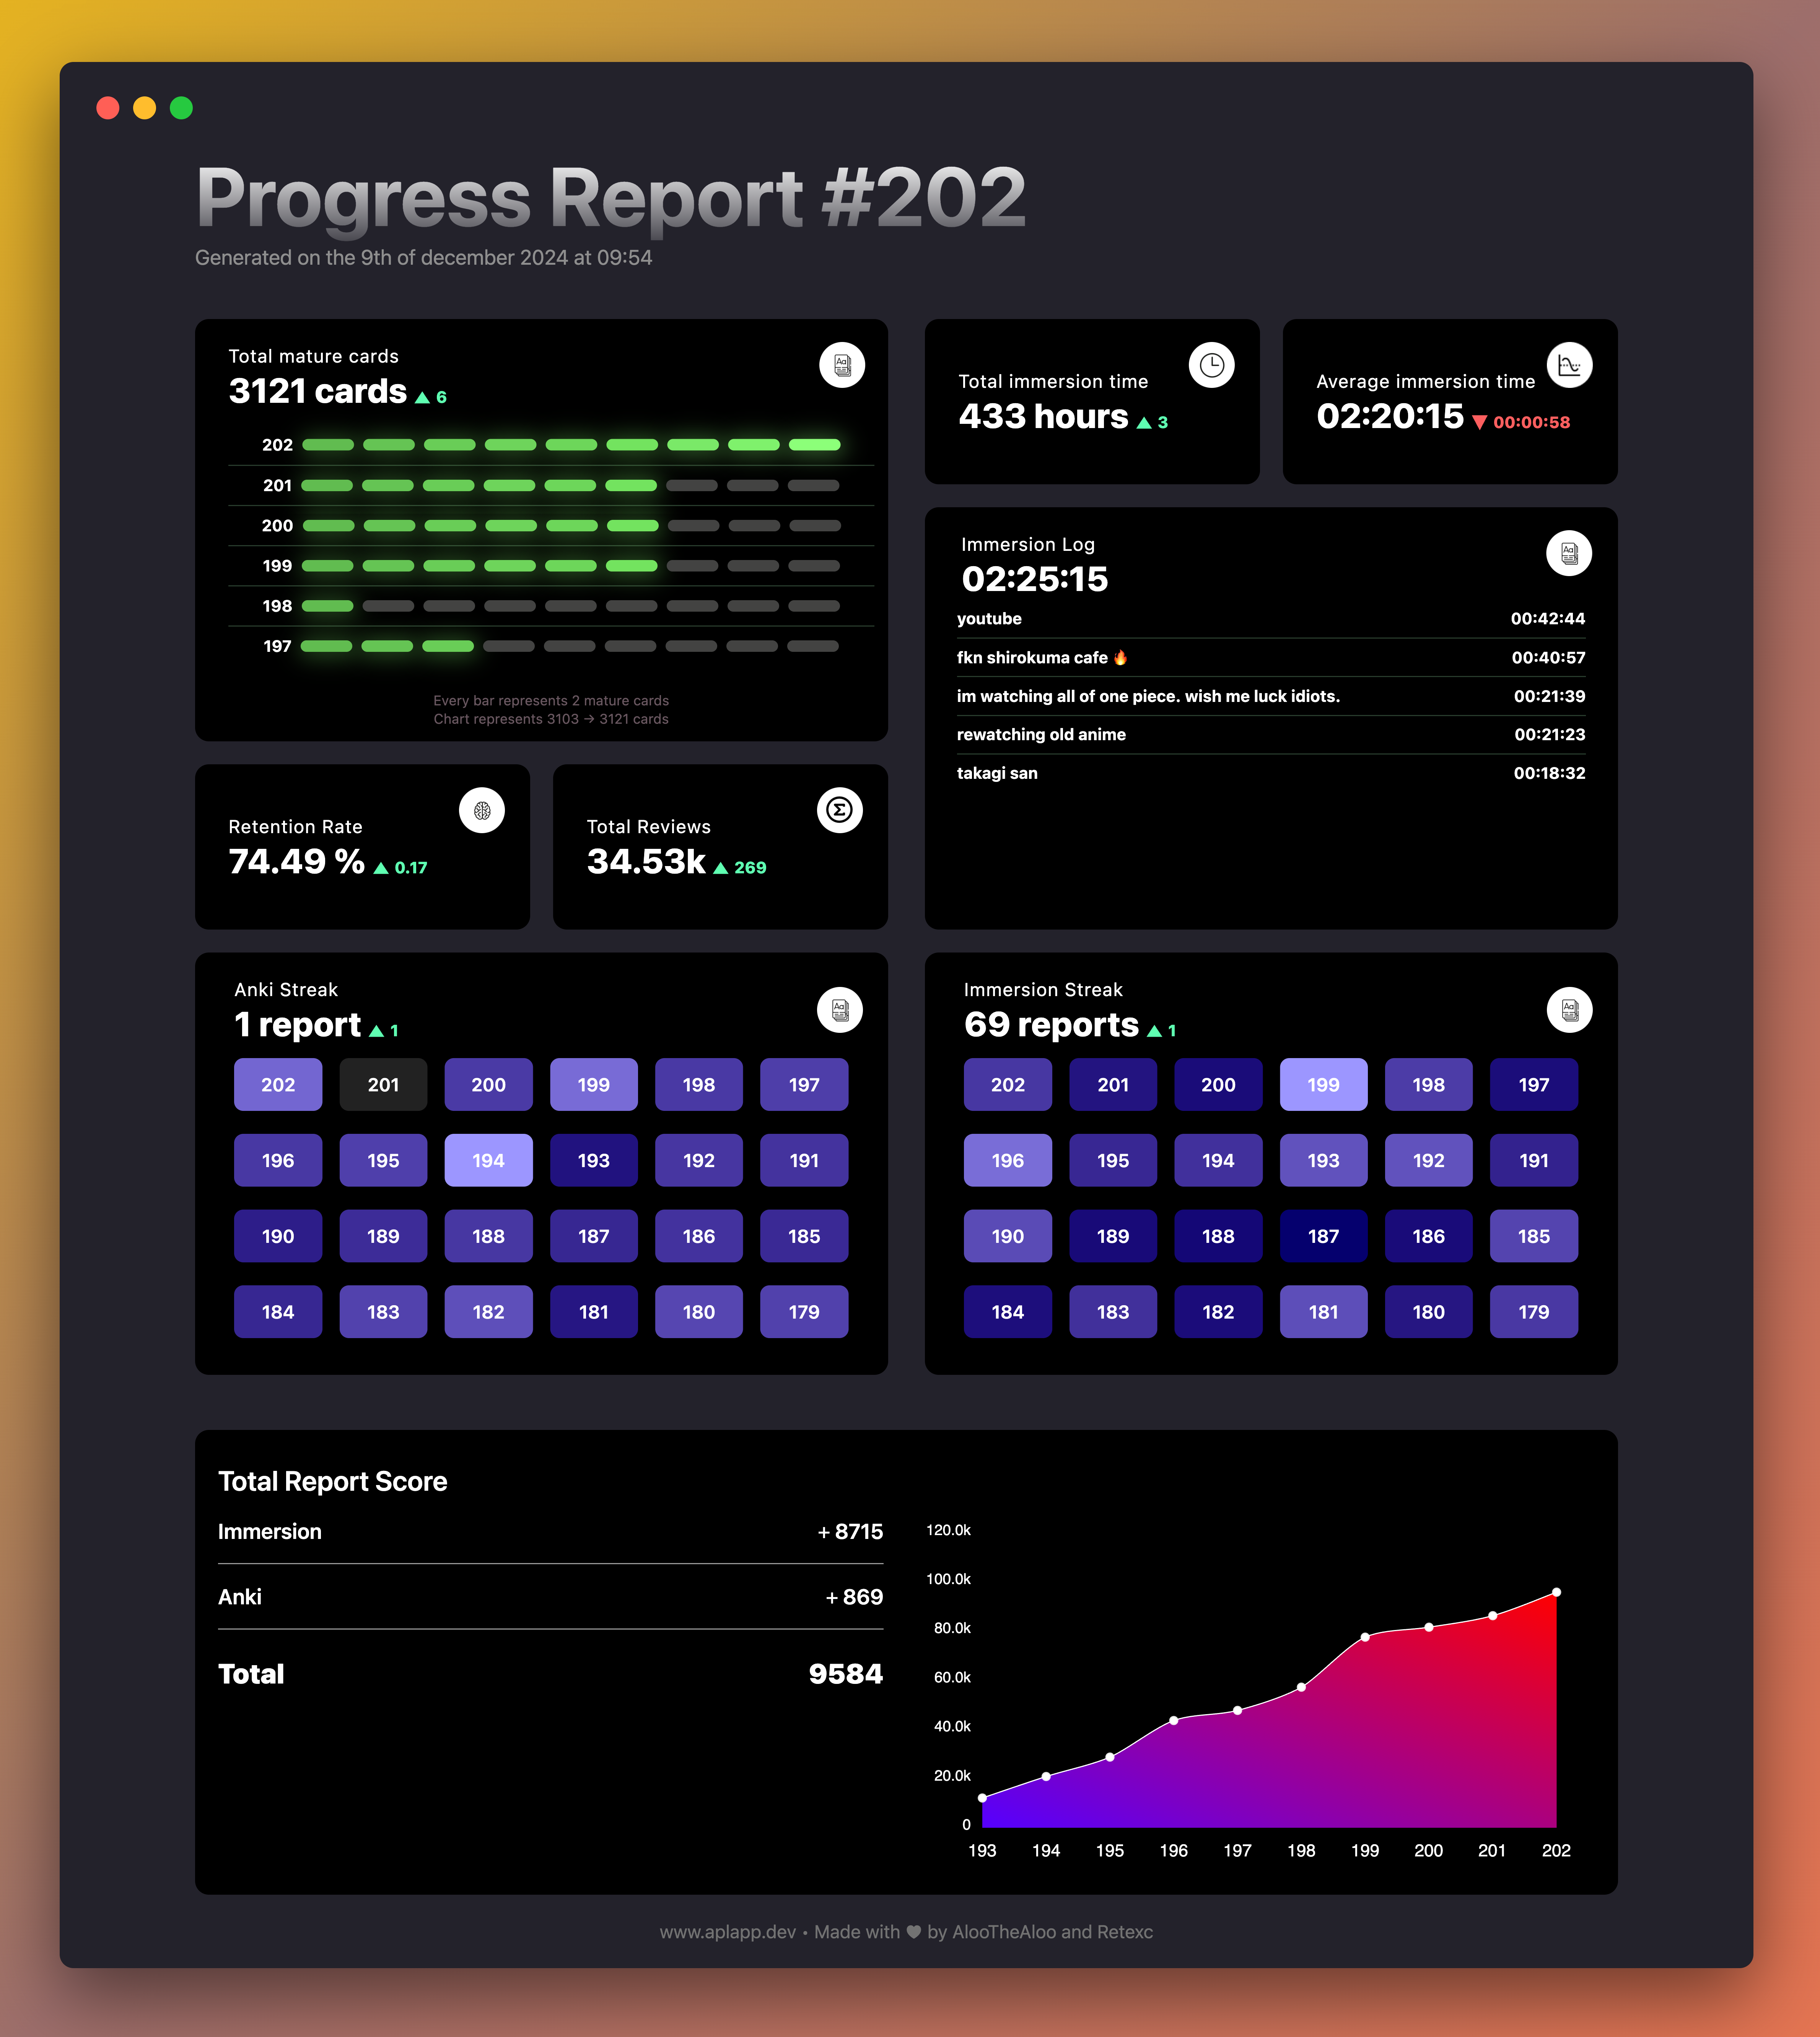 Progress Report #202
Generated on the 9th of december 2024 at 09:54
Total mature cards
3121 cards ▲ 6
202
201
200
199
198
197
Every bar represents 2 mature cards
Chart represents 3103 → 3121 cards
Total immersion time
433 hours ▲ 3
Average immersion time
02:20:15 ▼ 00:00:58
Immersion Log
02:25:15
youtube 00:42:44
fkn shirokuma cafe 🔥 00:40:57
im watching all of one piece. wish me luck idiots. 00:21:39
rewatching old anime 00:21:23
takagi san 00:18:32
Retention Rate
74.49 % ▲ 0.17
Total Reviews
34.53k ▲ 269
Anki Streak
1 report ▲ 1
202 201 200 199 198 197
196 195 194 193 192 191
190 189 188 187 186 185
184 183 182 181 180 179
Immersion Streak
69 reports ▲ 1
202 201 200 199 198 197
196 195 194 193 192 191
190 189 188 187 186 185
184 183 182 181 180 179
Total Report Score
Immersion + 8715
Anki + 869
Total 9584
120.0k
100.0k
80.0k
60.0k
40.0k
20.0k
0
193 194 195 196 197 198 199 200 201 202
www.aplapp.dev • Made with ♥ by AlooTheAloo and Retexc